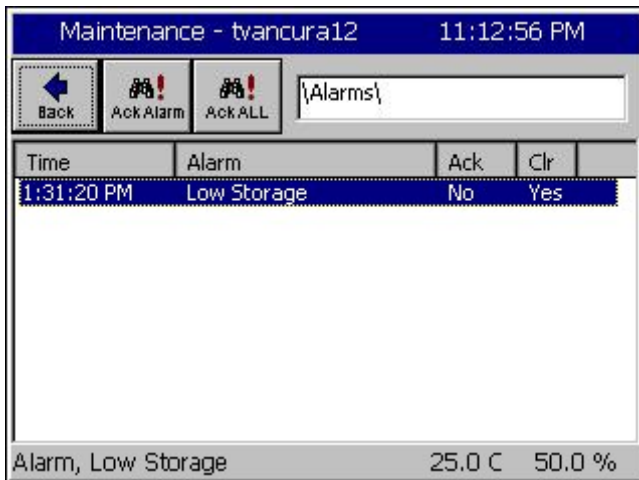 Maintenance - tvancura12 11:12:56 PM
Back Ack Alarm Ack ALL \Alarms\
Time Alarm Ack Clr
1:31:20 PM Low Storage No Yes
Alarm, Low Storage 25.0 C 50.0 %